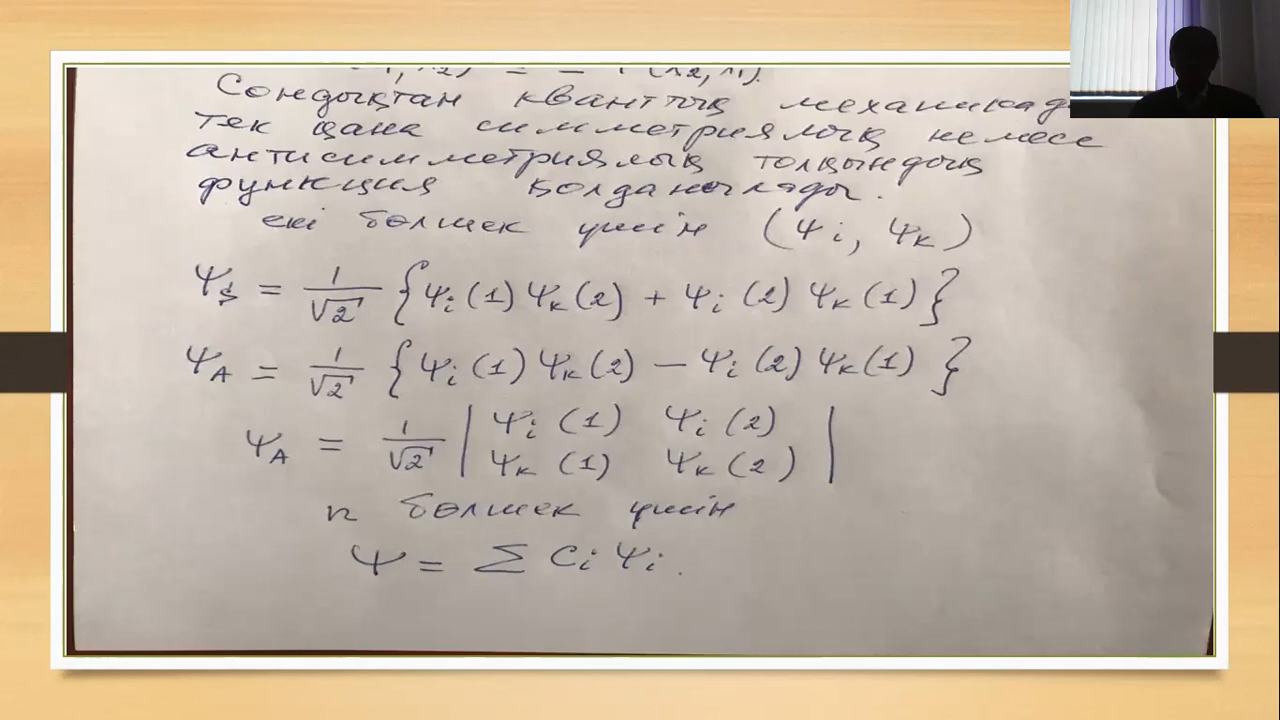 Сондықтан кванттық механикада
тек қана симметриялық немесе
антисимметриялық толқындық
функция қолданылады.
екі бөлшек үшін (Ψi, Ψk)
Ψs = 1/√2 {Ψi (1) Ψk (2) + Ψi (2) Ψk (1)}
ΨA = 1/√2 {Ψi (1) Ψk (2) − Ψi (2) Ψk (1)}
ΨA = 1/√2 | Ψi (1) Ψi (2) |
Ψk (1) Ψk (2)
n бөлшек үшін
Ψ = Σ Ci Ψi.